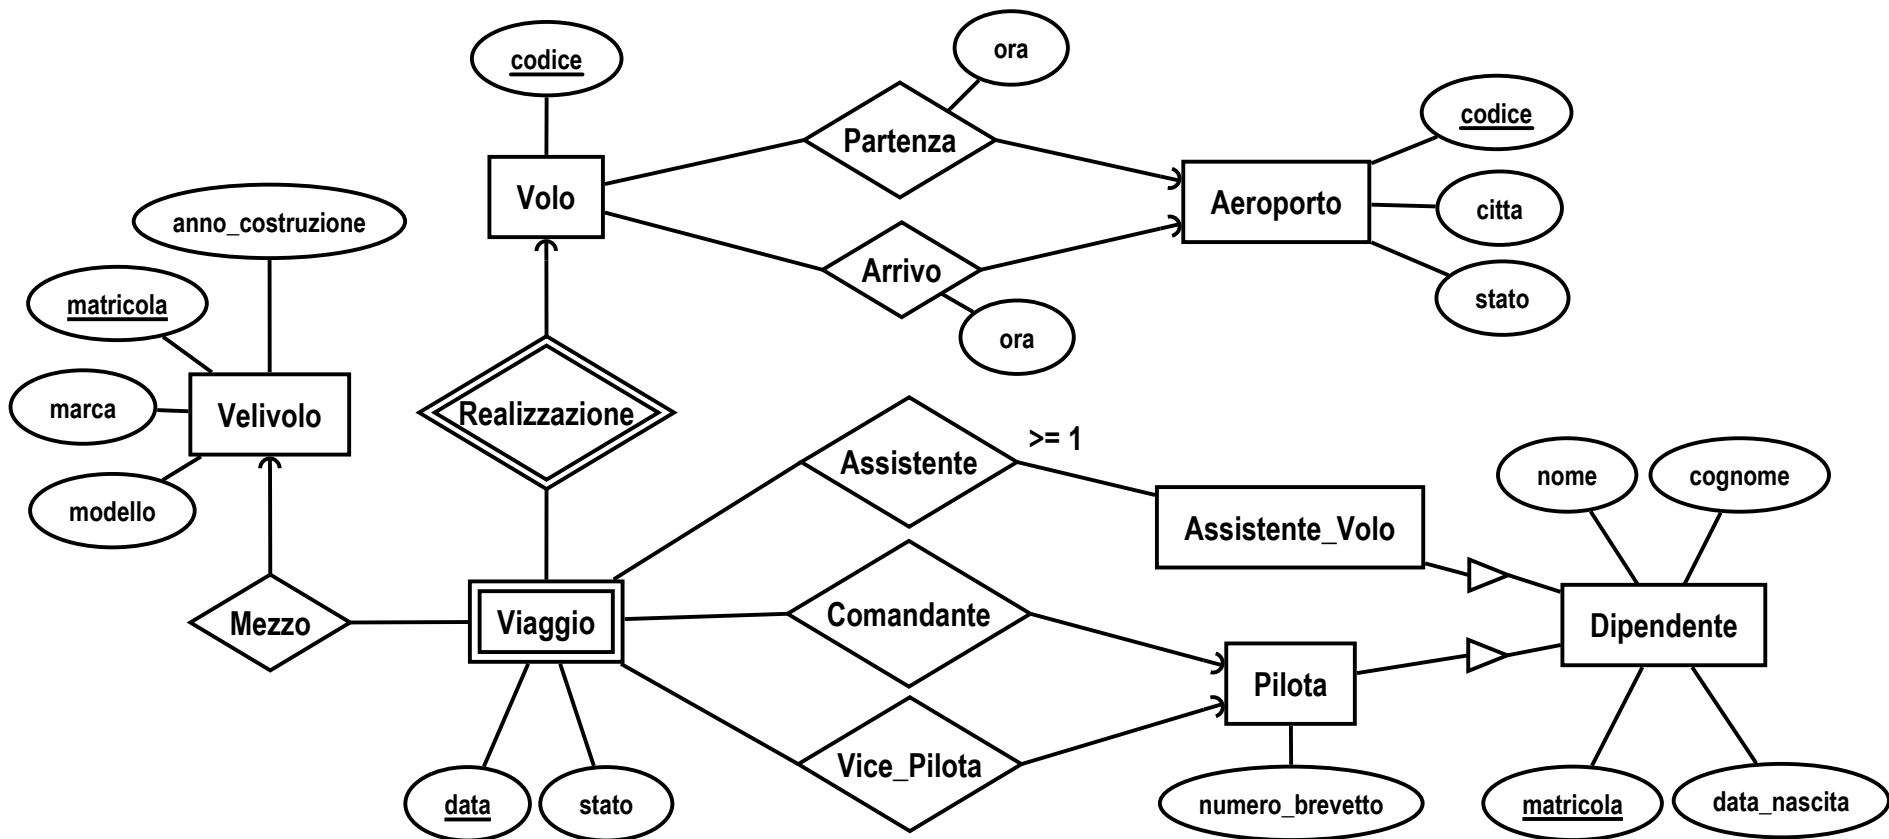 ora
codice
codice
Partenza
Volo
Aeroporto
citta
anno_costruzione
Arrivo
stato
matricola
ora
marca
Velivolo
Realizzazione
>= 1
Assistente
nome
cognome
modello
Assistente_Volo
Mezzo
Viaggio
Comandante
Dipendente
Pilota
Vice_Pilota
data
stato
numero_brevetto
matricola
data_nascita